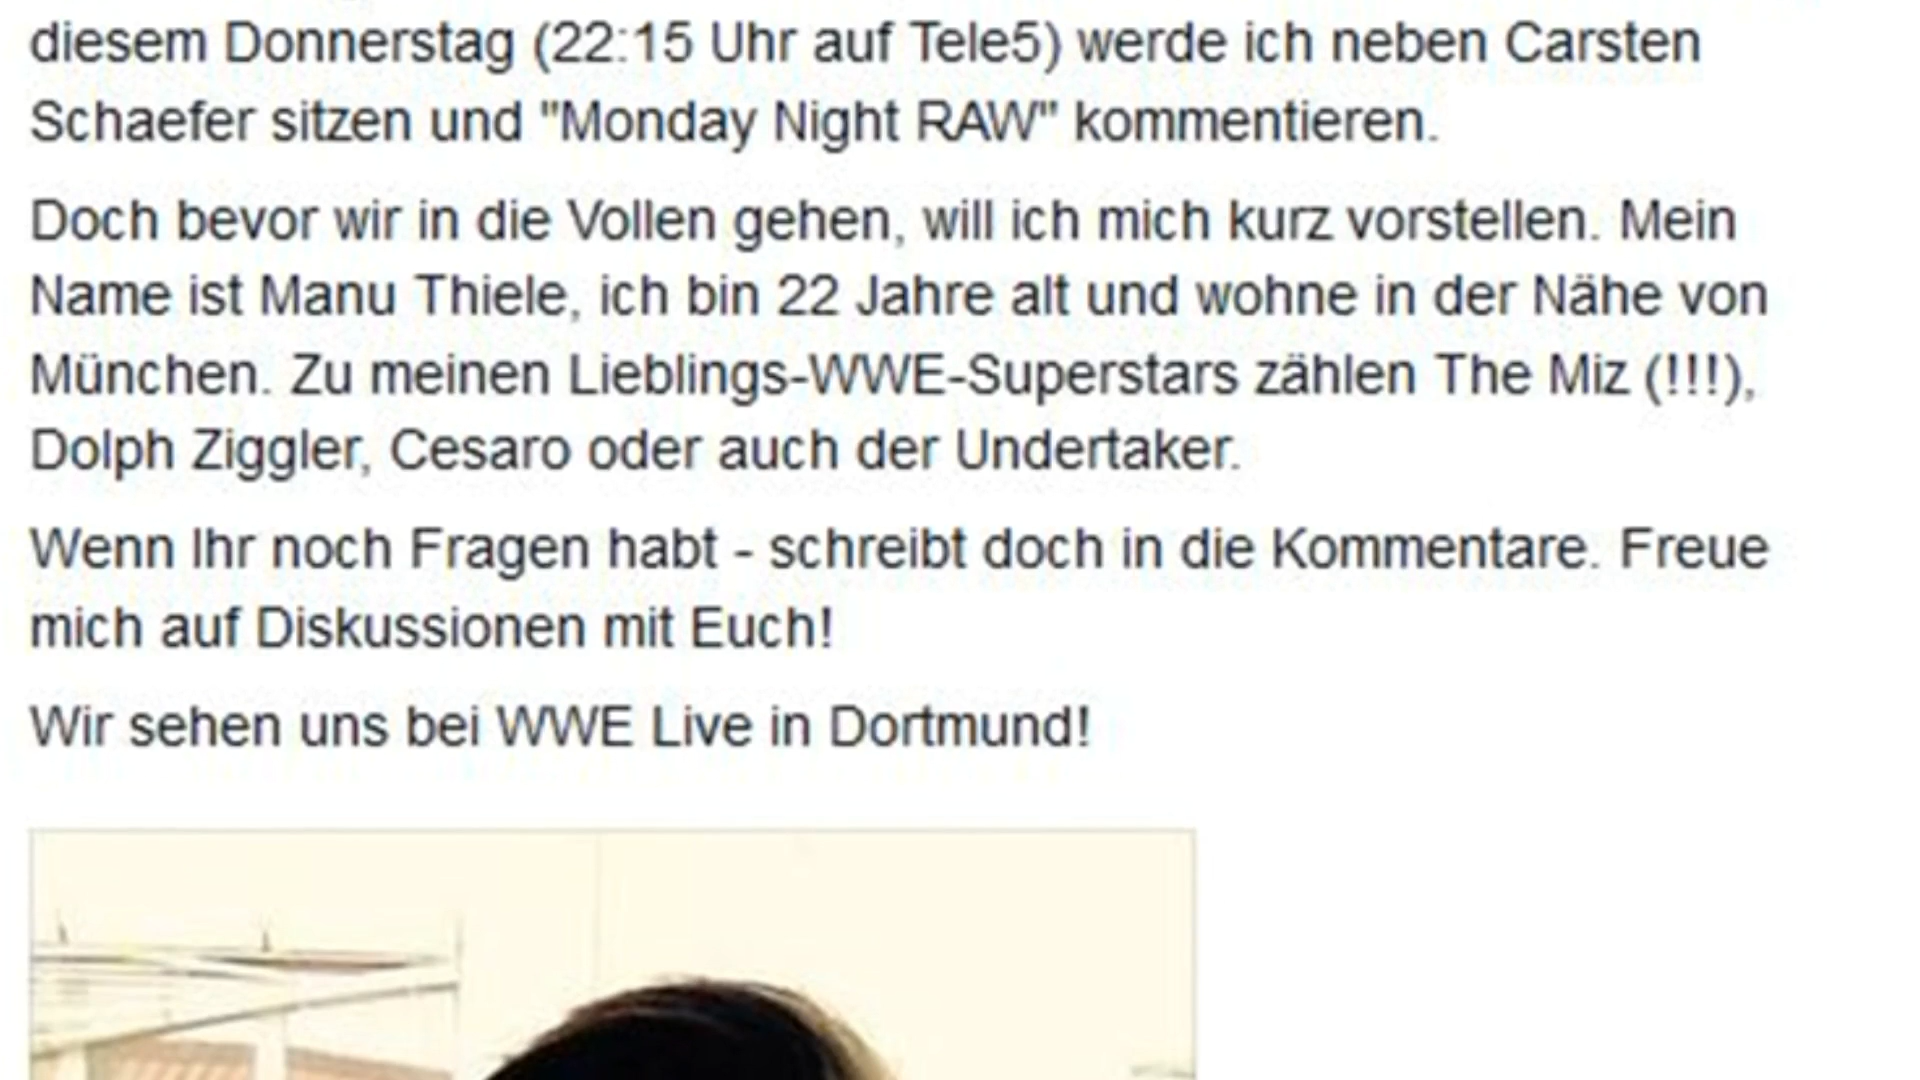 diesem Donnerstag (22:15 Uhr auf Tele5) werde ich neben Carsten
Schaefer sitzen und "Monday Night RAW" kommentieren.
Doch bevor wir in die Vollen gehen, will ich mich kurz vorstellen. Mein
Name ist Manu Thiele, ich bin 22 Jahre alt und wohne in der Nähe von
München. Zu meinen Lieblings-WWE-Superstars zählen The Miz (!!!),
Dolph Ziggler, Cesaro oder auch der Undertaker.
Wenn Ihr noch Fragen habt - schreibt doch in die Kommentare. Freue
mich auf Diskussionen mit Euch!
Wir sehen uns bei WWE Live in Dortmund!